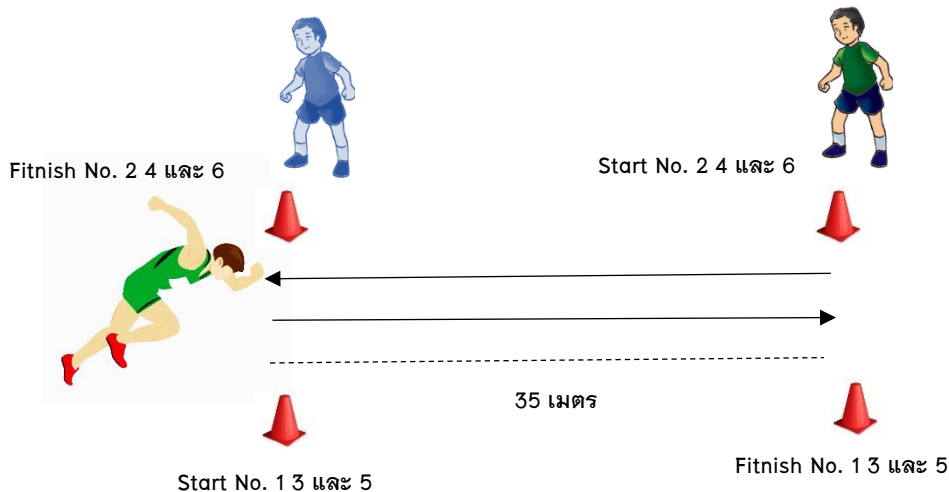 Start No. 2 4 และ 6
Fitnish No. 2 4 และ 6
35 เมตร
Fitnish No. 1 3 และ 5
Start No. 1 3 และ 5